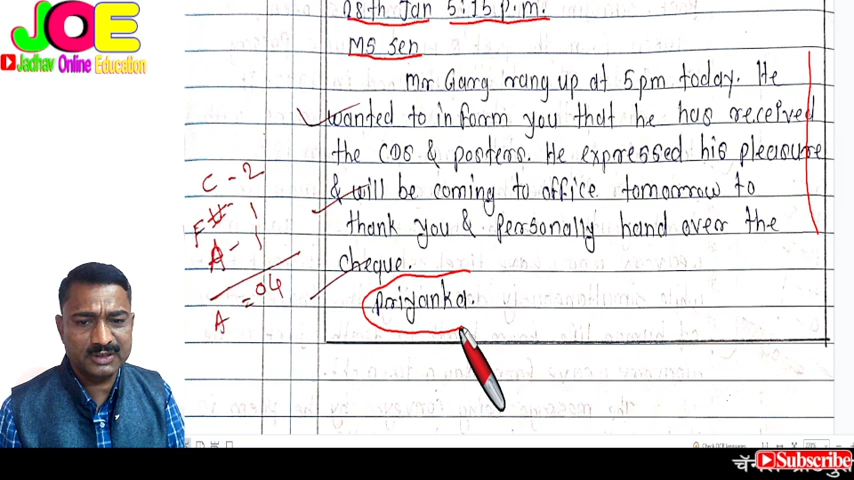 JOE
Jadhav Online Education
28th Jan 5:15 p.m.
Ms Sen
Mr Garg rang up at 5pm today. He
wanted to inform you that he has received
the CDs & posters. He expressed his pleasure
& will be coming to office tomorrow to
thank you & personally hand over the
cheque.
Priyanka.
C - 2
F - 1
A - 1
A = 04
Subscribe